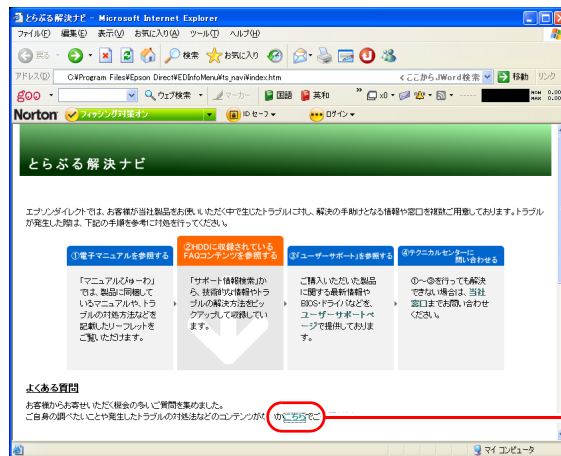 とらぶる解決ナビ - Microsoft Internet Explorer
ファイル(F) 編集(E) 表示(V) お気に入り(A) ツール(T) ヘルプ(H)
戻る 検索 お気に入り
アドレス(D) C:¥Program Files¥Epson Direct¥EDInfoMenu¥ts_navi¥index.htm <ここからJWord検索 移動 リンク
goo ウェブ検索 マーカー 国語 英和 x0
Norton フィッシング対策オン ID セーフ ログイン
とらぶる解決ナビ
エプソンダイレクトでは、お客様が当社製品をお使いいただく中で生じたトラブルに対し、解決の手助けとなる情報や窓口を複数ご用意しております。トラブル
が発生した際は、下記の手順を参考に対処を行ってください。
①電子マニュアルを参照する
「マニュアルびゅーわ」
では、製品に同梱して
いるマニュアルや、トラ
ブルの対処方法などを
記載したリーフレットを
ご覧いただけます。
②HDDに収録されている
FAQコンテンツを参照する
「サポート情報検索」か
ら、技術的な情報やトラ
ブルの解決方法をピッ
クアップして収録してい
ます。
③「ユーザーサポート」を参照する
ご購入いただいた製品
に関する最新情報や
BIOS・ドライバなどを、
ユーザーサポートペ
ージで提供しておりま
す。
④テクニカルセンターに
問い合わせる
①～③を行っても解決
できない場合は、当社
窓口までお問い合わせ
ください。
よくある質問
お客様からお寄せいただく機会の多いご質問を集めました。
ご自身の調べたいことや発生したトラブルの対処法などのコンテンツが こちらでご
マイ コンピュータ